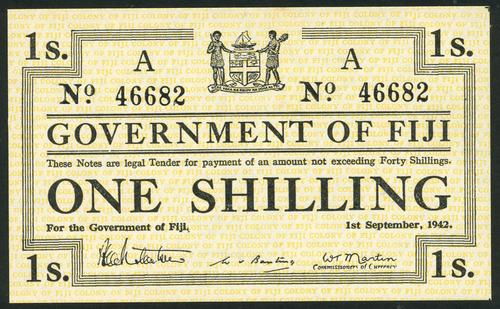 1s. 1s.
A A
Nº 46682 Nº 46682
GOVERNMENT OF FIJI
These Notes are legal Tender for payment of an amount not exceeding Forty Shillings.
ONE SHILLING
For the Government of Fiji. 1st September, 1942.
W R Martin
Commissioners of Currency
1s. 1s.